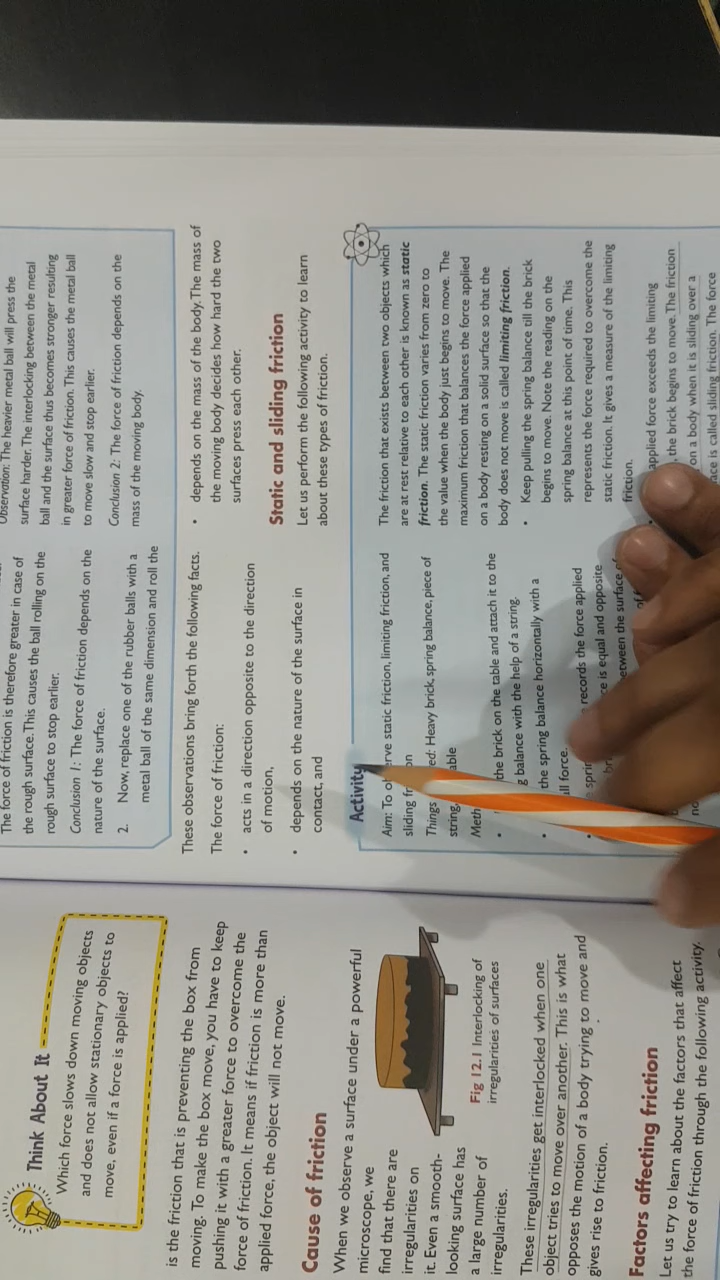 Think About It
Which force slows down moving objects
and does not allow stationary objects to
move, even if a force is applied?
is the friction that is preventing the box from
moving. To make the box move, you have to keep
pushing it with a greater force to overcome the
force of friction. It means if friction is more than
applied force, the object will not move.
Cause of friction
When we observe a surface under a powerful
microscope, we
find that there are
irregularities on
it. Even a smooth-
looking surface has
a large number of
irregularities.
Fig 12.1 Interlocking of
irregularities of surfaces
These irregularities get interlocked when one
object tries to move over another. This is what
opposes the motion of a body trying to move and
gives rise to friction.
Factors affecting friction
Let us try to learn about the factors that affect
the force of friction through the following activity.
The force of friction is therefore greater in case of
the rough surface. This causes the ball rolling on the
rough surface to stop earlier.
Conclusion 1: The force of friction depends on the
nature of the surface.
2. Now, replace one of the rubber balls with a
metal ball of the same dimension and roll the
Observation: The heavier metal ball will press the
surface harder. The interlocking between the metal
ball and the surface thus becomes stronger resulting
in greater force of friction. This causes the metal ball
to move slow and stop earlier.
Conclusion 2: The force of friction depends on the
mass of the moving body.
These observations bring forth the following facts.
The force of friction:
• acts in a direction opposite to the direction
of motion,
• depends on the nature of the surface in
contact, and
• depends on the mass of the body. The mass of
the moving body decides how hard the two
surfaces press each other.
Static and sliding friction
Let us perform the following activity to learn
about these types of friction.
Activity
Aim: To observe static friction, limiting friction, and
sliding friction
Things ed: Heavy brick, spring balance, piece of
string, able
Meth
• the brick on the table and attach it to the
g balance with the help of a string.
• the spring balance horizontally with a
all force.
• e sprin records the force applied
bri ce is equal and opposite
etween the surface of
The friction that exists between two objects which
are at rest relative to each other is known as static
friction. The static friction varies from zero to
the value when the body just begins to move. The
maximum friction that balances the force applied
on a body resting on a solid surface so that the
body does not move is called limiting friction.
• Keep pulling the spring balance till the brick
begins to move. Note the reading on the
spring balance at this point of time. This
represents the force required to overcome the
static friction. It gives a measure of the limiting
friction.
applied force exceeds the limiting
, the brick begins to move. The friction
on a body when it is sliding over a
ace is called sliding friction. The force